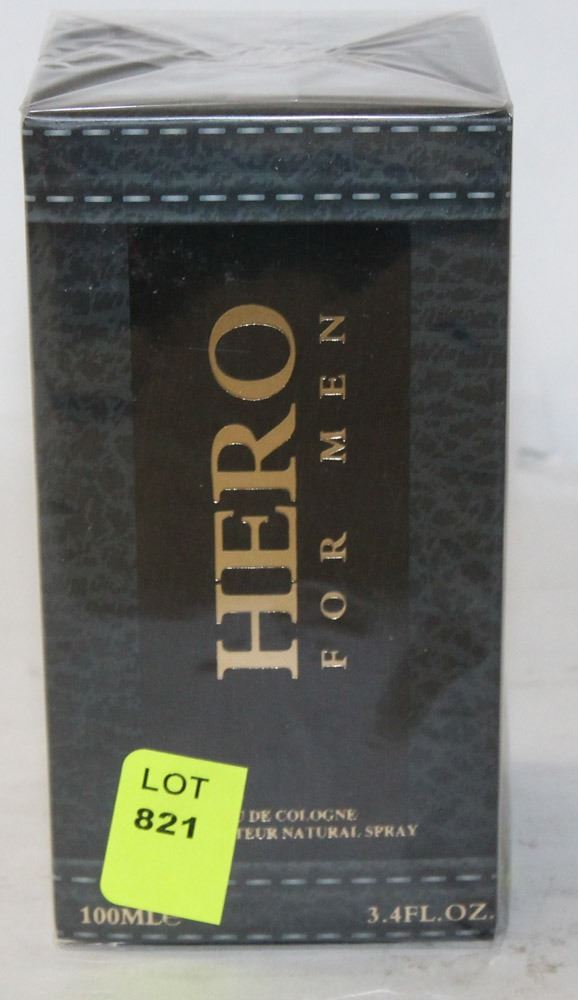 HERO
FOR MEN
LOT
821
DE COLOGNE
NATURAL SPRAY
100ML
3.4FL.OZ.